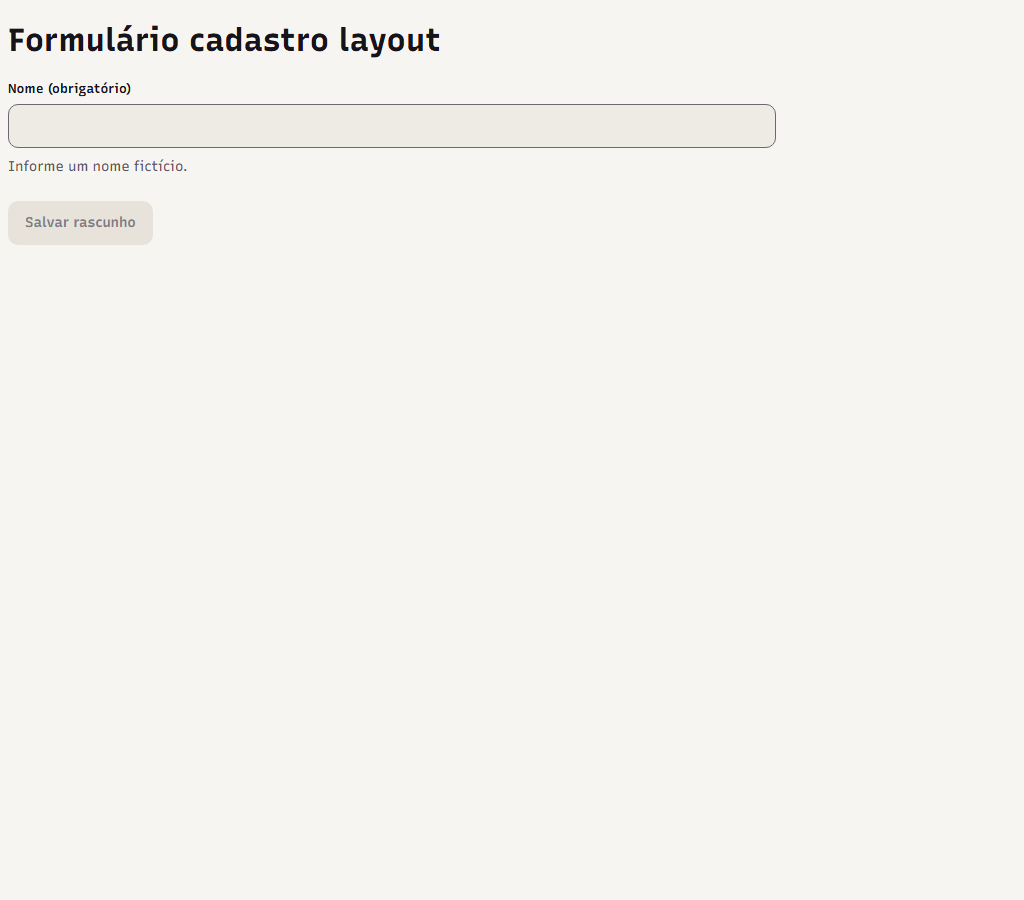 Formulário cadastro layout
Nome (obrigatório)
Informe um nome fictício.
Salvar rascunho